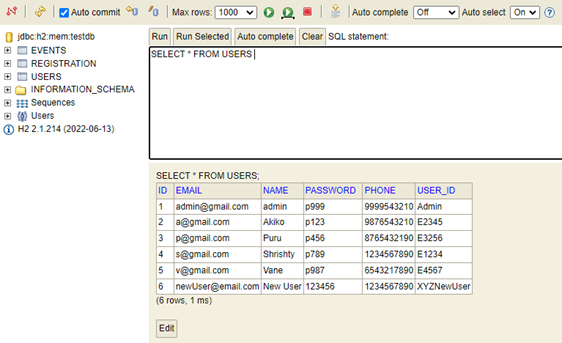 Auto commit Max rows: 1000 Auto complete Off Auto select On
jdbc:h2:mem:testdb
EVENTS
REGISTRATION
USERS
INFORMATION_SCHEMA
Sequences
Users
H2 2.1.214 (2022-06-13)
Run Run Selected Auto complete Clear SQL statement:
SELECT * FROM USERS
SELECT * FROM USERS;
ID EMAIL NAME PASSWORD PHONE USER_ID
1 admin@gmail.com admin p999 9999543210 Admin
2 a@gmail.com Akiko p123 9876543210 E2345
3 p@gmail.com Puru p456 8765432190 E3256
4 s@gmail.com Shrishty p789 1234567890 E1234
5 v@gmail.com Vane p987 6543217890 E4567
6 newUser@email.com New User 123456 1234567890 XYZNewUser
(6 rows, 1 ms)
Edit